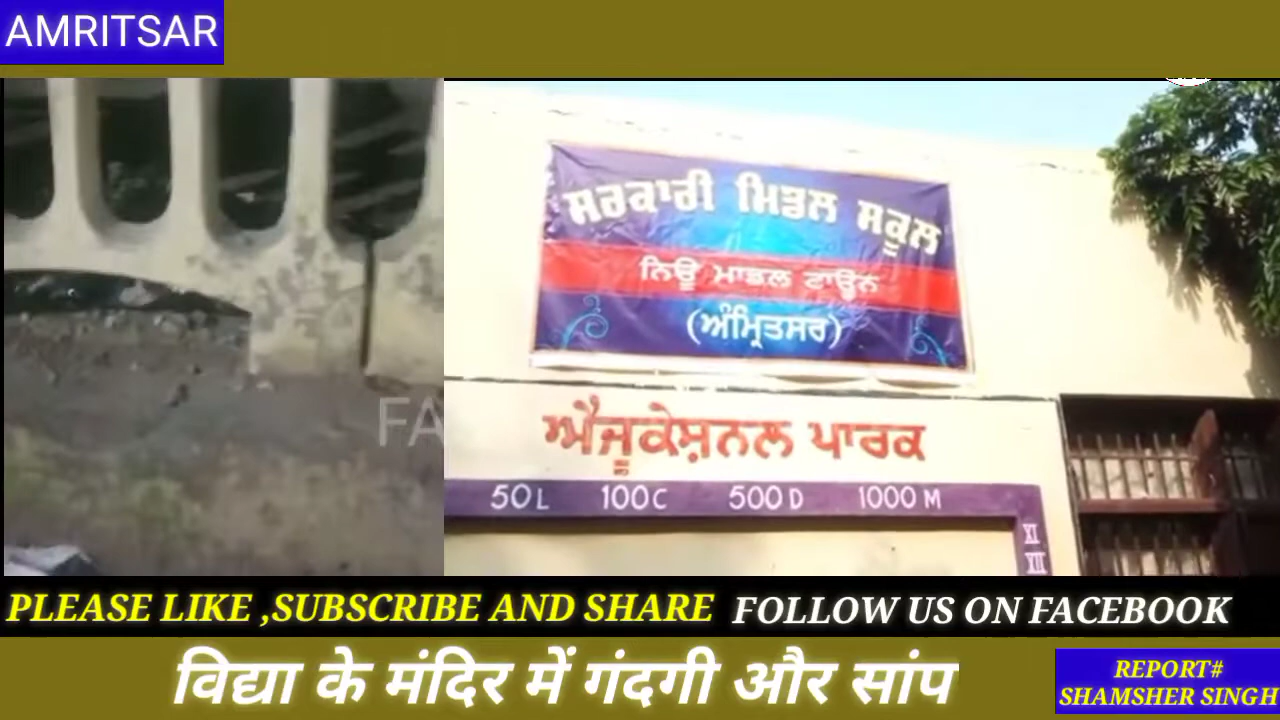 AMRITSAR
ਸਰਕਾਰੀ ਮਿਡਲ ਸਕੂਲ
ਨਿਊ ਮਾਡਲ ਟਾਊਨ
(ਅੰਮ੍ਰਿਤਸਰ)
FA
ਐਜੂਕੇਸ਼ਨਲ ਪਾਰਕ
50 L 100 C 500 D 1000 M
XI
XII
PLEASE LIKE ,SUBSCRIBE AND SHARE FOLLOW US ON FACEBOOK
विद्या के मंदिर में गंदगी और सांप
REPORT#
SHAMSHER SINGH